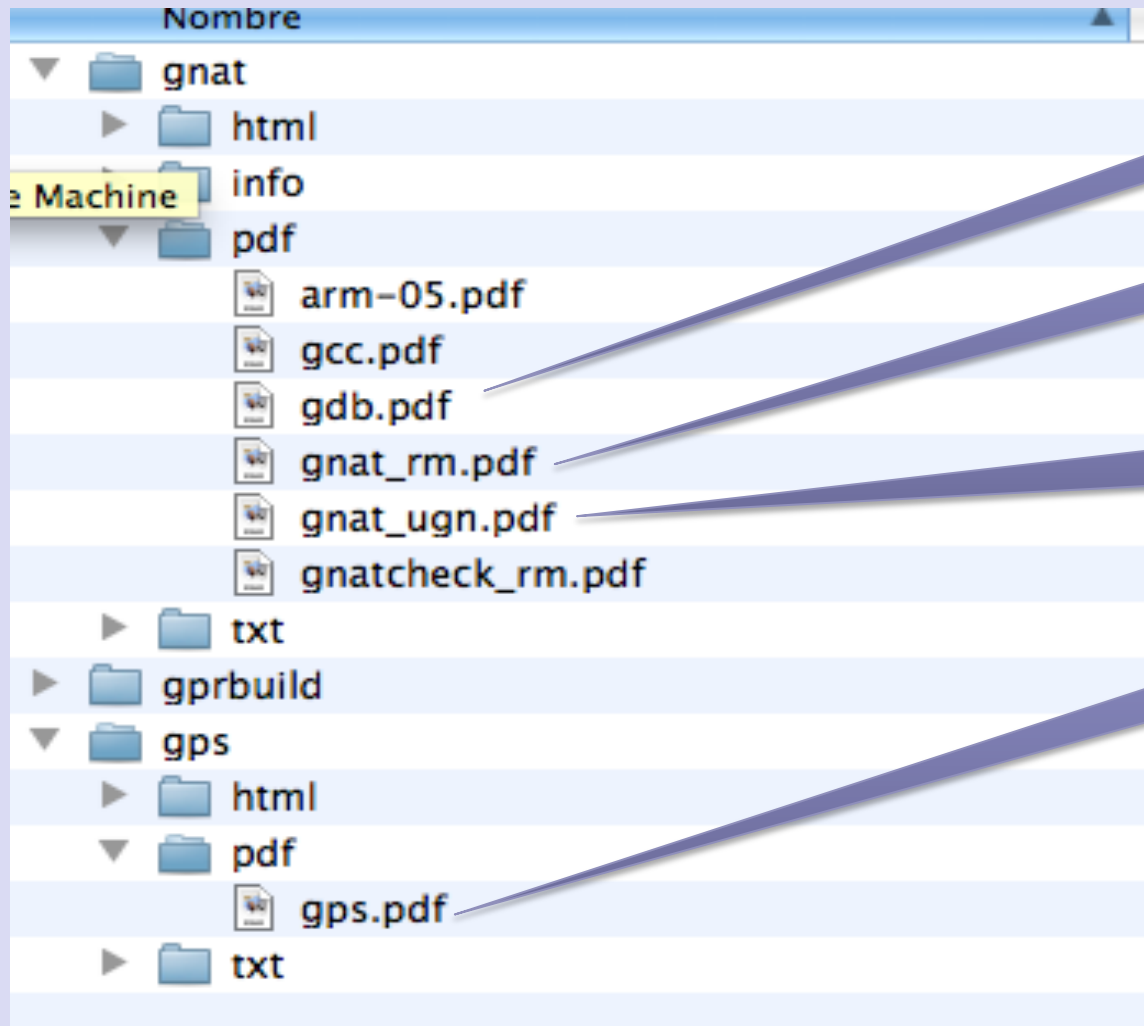 Nombre
gnat
html
info
e Machine
pdf
arm-05.pdf
gcc.pdf
gdb.pdf
gnat_rm.pdf
gnat_ugn.pdf
gnatcheck_rm.pdf
txt
gprbuild
gps
html
pdf
gps.pdf
txt